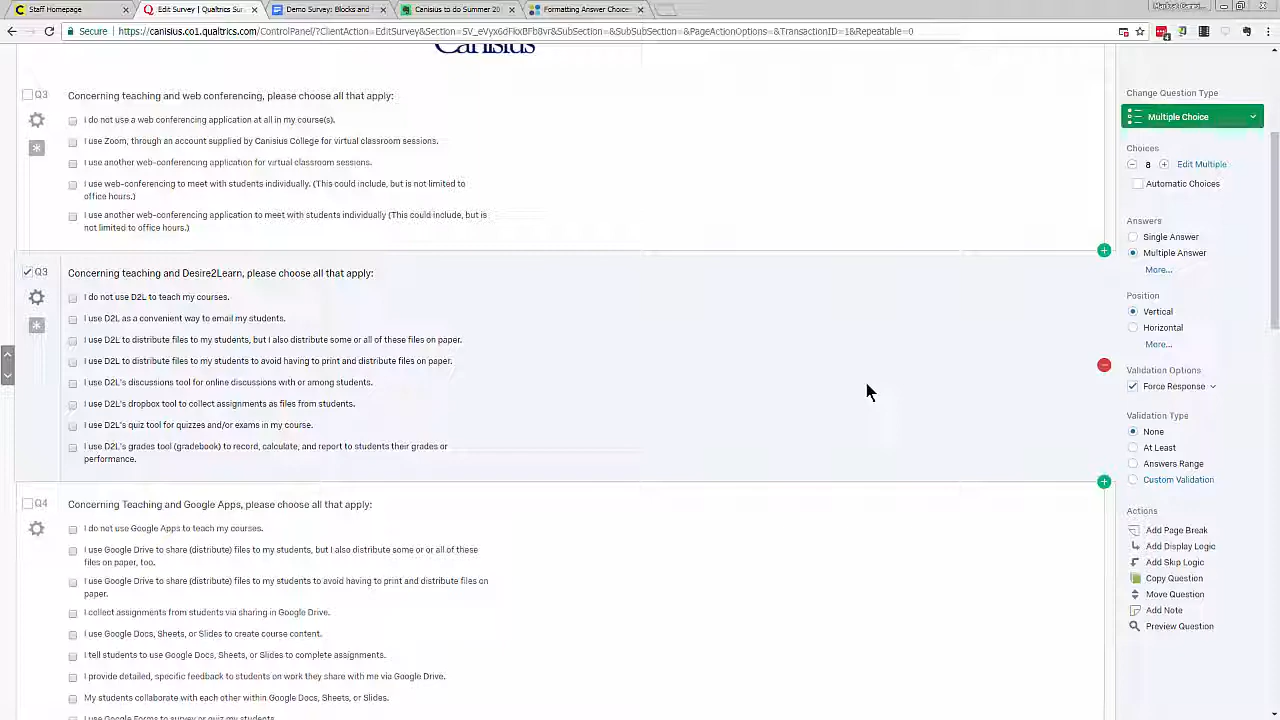 Staff Homepage
Edit Survey | Qualtrics Sur
Demo Survey: Blocks and
Canisius to do Summer 20
Formatting Answer Choice
Secure
https://canisius.co1.qualtrics.com/ControlPanel/?ClientAction=EditSurvey&Section=SV_eVyx6dFkxBFb8vr&SubSection=&SubSubSection=&PageActionOptions=&TransactionID=1&Repeatable=0
Canisius
Q3
Concerning teaching and web conferencing, please choose all that apply:
I do not use a web conferencing application at all in my course(s).
I use Zoom, through an account supplied by Canisius College for virtual classroom sessions.
I use another web-conferencing application for virtual classroom sessions.
I use web-conferencing to meet with students individually. (This could include, but is not limited to
office hours.)
I use another web-conferencing application to meet with students individually (This could include, but is
not limited to office hours.)
Q3
Concerning teaching and Desire2Learn, please choose all that apply:
I do not use D2L to teach my courses.
I use D2L as a convenient way to email my students.
I use D2L to distribute files to my students, but I also distribute some or all of these files on paper.
I use D2L to distribute files to my students to avoid having to print and distribute files on paper.
I use D2L's discussions tool for online discussions with or among students.
I use D2L's dropbox tool to collect assignments as files from students.
I use D2L's quiz tool for quizzes and/or exams in my course.
I use D2L's grades tool (gradebook) to record, calculate, and report to students their grades or
performance.
Q4
Concerning Teaching and Google Apps, please choose all that apply:
I do not use Google Apps to teach my courses.
I use Google Drive to share (distribute) files to my students, but I also distribute some or or all of these
files on paper, too.
I use Google Drive to share (distribute) files to my students to avoid having to print and distribute files on
paper.
I collect assignments from students via sharing in Google Drive.
I use Google Docs, Sheets, or Slides to create course content.
I tell students to use Google Docs, Sheets, or Slides to complete assignments.
I provide detailed, specific feedback to students on work they share with me via Google Drive.
My students collaborate with each other within Google Docs, Sheets, or Slides.
I use Google Forms to survey or quiz my students.
Change Question Type
Multiple Choice
Choices
8
Edit Multiple
Automatic Choices
Answers
Single Answer
Multiple Answer
More...
Position
Vertical
Horizontal
More...
Validation Options
Force Response
Validation Type
None
At Least
Answers Range
Custom Validation
Actions
Add Page Break
Add Display Logic
Add Skip Logic
Copy Question
Move Question
Add Note
Preview Question